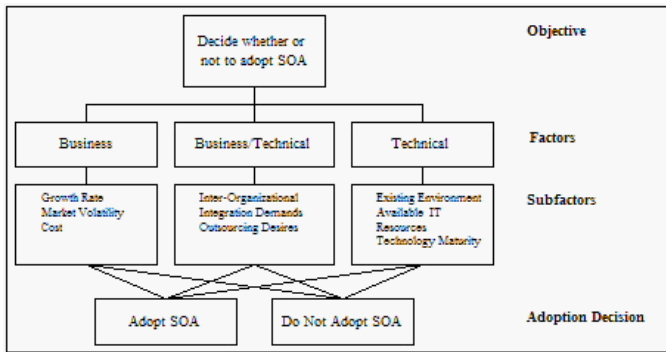 Decide whether or
not to adopt SOA
Objective
Business
Business/Technical
Technical
Factors
Growth Rate
Market Volatility
Cost
Inter-Organizational
Integration Demands
Outsourcing Desires
Existing Environment
Available IT
Resources
Technology Maturity
Subfactors
Adopt SOA
Do Not Adopt SOA
Adoption Decision